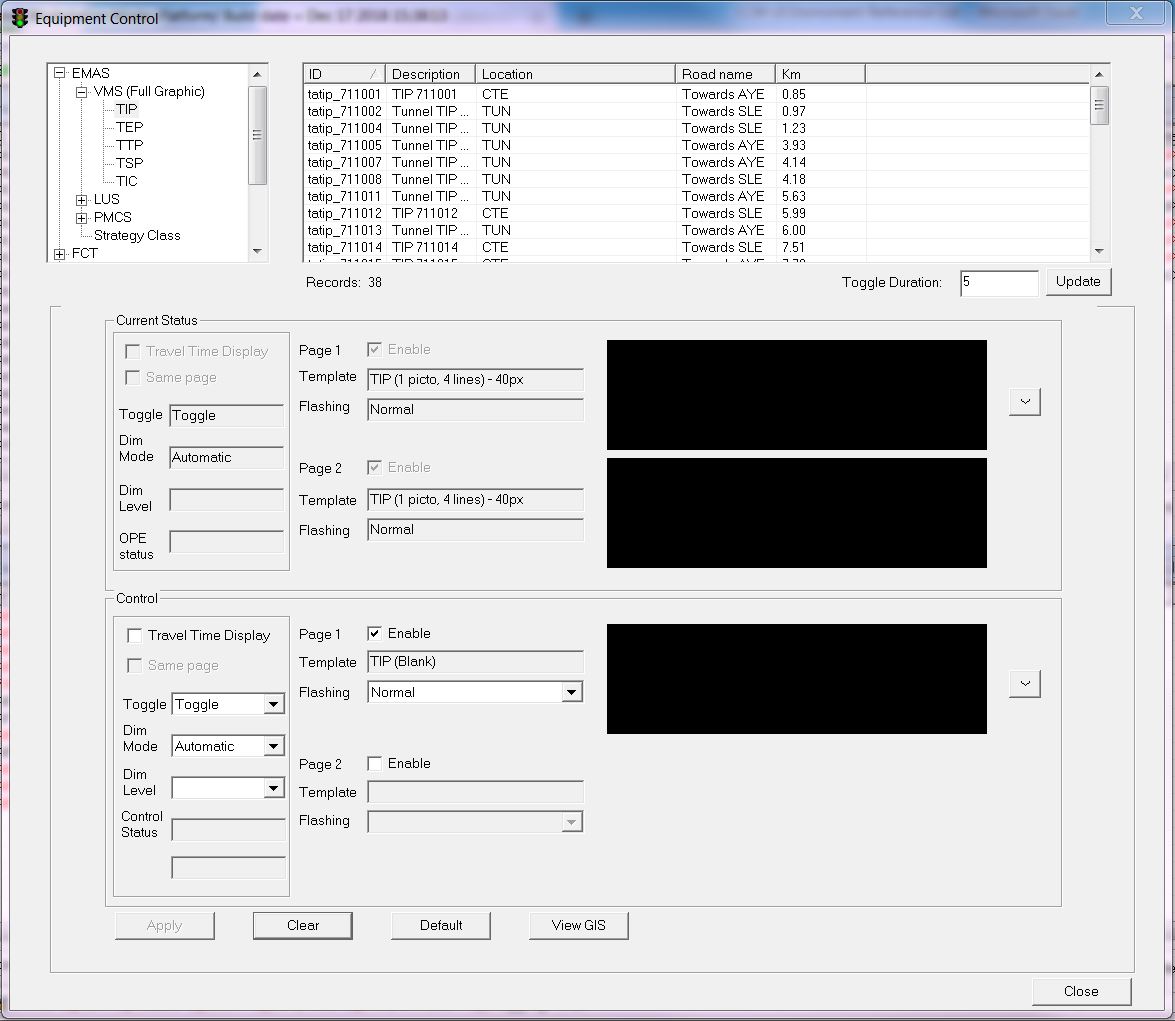 Equipment Control
EMAS
VMS (Full Graphic)
TIP
TEP
TTP
TSP
TIC
LUS
PMCS
Strategy Class
FCT
ID Description Location Road name Km
tatip_711001 TIP 711001 CTE Towards AYE 0.85
tatip_711002 Tunnel TIP ... TUN Towards SLE 0.97
tatip_711004 Tunnel TIP ... TUN Towards SLE 1.23
tatip_711005 Tunnel TIP ... TUN Towards AYE 3.93
tatip_711007 Tunnel TIP ... TUN Towards AYE 4.14
tatip_711008 Tunnel TIP ... TUN Towards SLE 4.18
tatip_711011 Tunnel TIP ... TUN Towards AYE 5.63
tatip_711012 TIP 711012 CTE Towards SLE 5.99
tatip_711013 Tunnel TIP ... TUN Towards AYE 6.00
tatip_711014 TIP 711014 CTE Towards SLE 7.51
Records: 38
Toggle Duration: 5 Update
Current Status
Travel Time Display
Same page
Toggle Toggle
Dim
Mode Automatic
Dim
Level
OPE
status
Page 1 Enable
Template TIP (1 picto, 4 lines) - 40px
Flashing Normal
Page 2 Enable
Template TIP (1 picto, 4 lines) - 40px
Flashing Normal
Control
Travel Time Display
Same page
Toggle Toggle
Dim
Mode Automatic
Dim
Level
Control
Status
Page 1 Enable
Template TIP (Blank)
Flashing Normal
Page 2 Enable
Template
Flashing
Apply Clear Default View GIS
Close